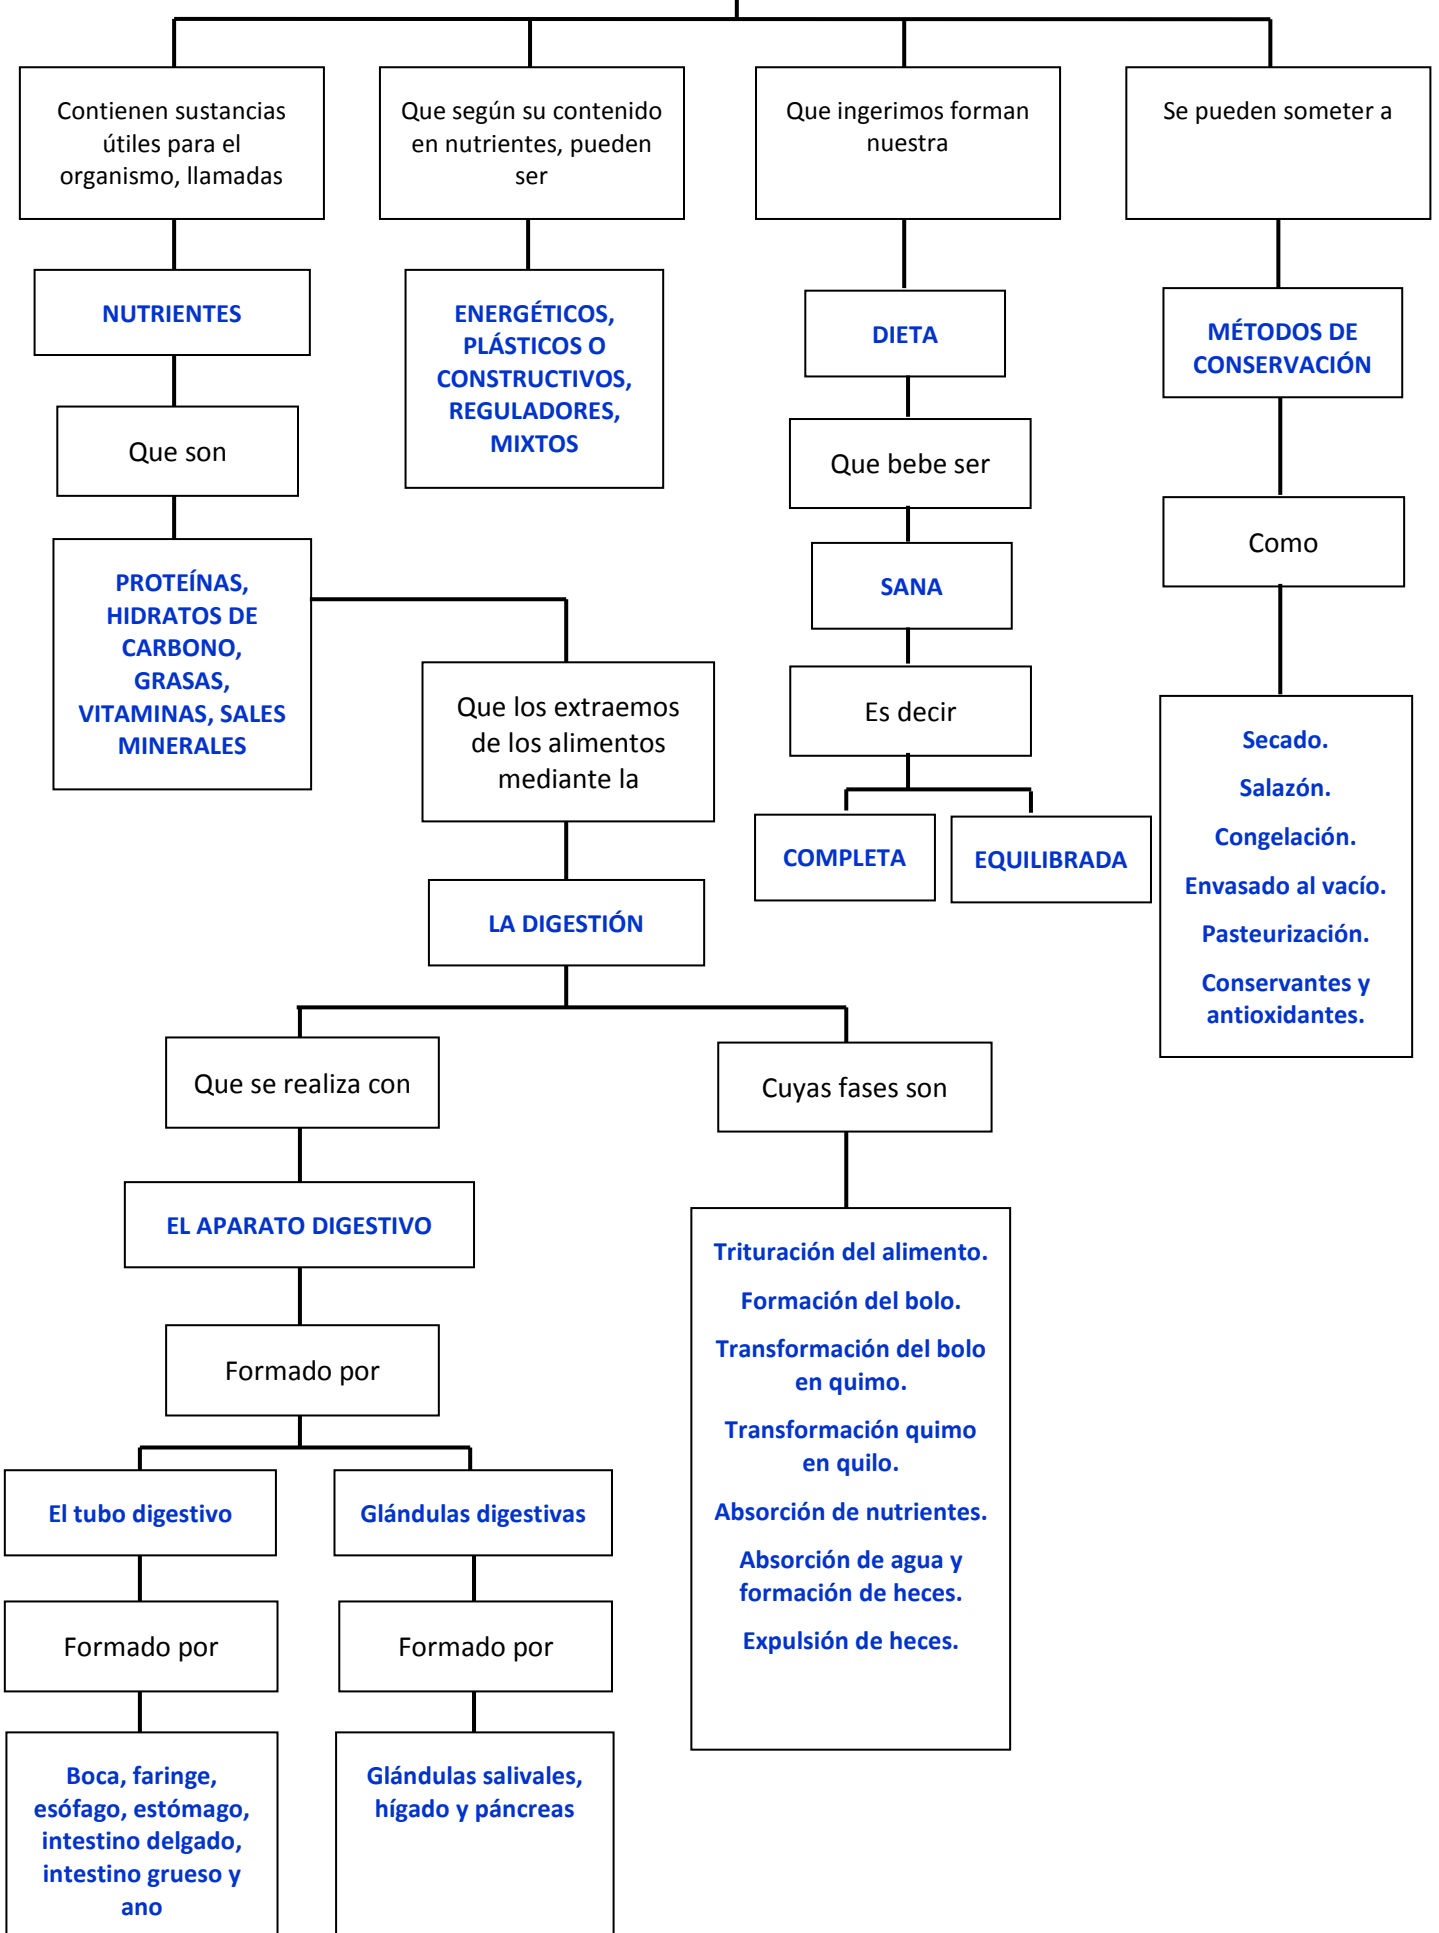 Contienen sustancias
útiles para el
organismo, llamadas
Que según su contenido
en nutrientes, pueden
ser
Que ingerimos forman
nuestra
Se pueden someter a
NUTRIENTES
ENERGÉTICOS,
PLÁSTICOS O
CONSTRUCTIVOS,
REGULADORES,
MIXTOS
DIETA
MÉTODOS DE
CONSERVACIÓN
Que son
Que bebe ser
Como
PROTEÍNAS,
HIDRATOS DE
CARBONO,
GRASAS,
VITAMINAS, SALES
MINERALES
SANA
Que los extraemos
de los alimentos
mediante la
Es decir
Secado.
Salazón.
Congelación.
Envasado al vacío.
Pasteurización.
Conservantes y
antioxidantes.
COMPLETA
EQUILIBRADA
LA DIGESTIÓN
Que se realiza con
Cuyas fases son
EL APARATO DIGESTIVO
Trituración del alimento.
Formación del bolo.
Transformación del bolo
en quimo.
Transformación quimo
en quilo.
Absorción de nutrientes.
Absorción de agua y
formación de heces.
Expulsión de heces.
Formado por
El tubo digestivo
Glándulas digestivas
Formado por
Formado por
Boca, faringe,
esófago, estómago,
intestino delgado,
intestino grueso y
ano
Glándulas salivales,
hígado y páncreas